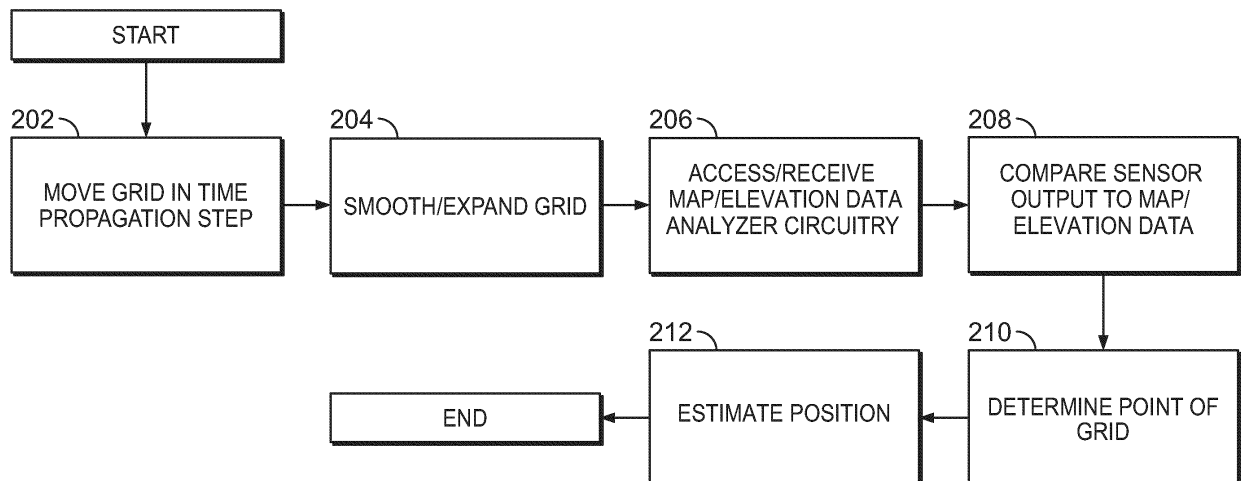 START
202
MOVE GRID IN TIME
PROPAGATION STEP
204
SMOOTH/EXPAND GRID
206
ACCESS/RECEIVE
MAP/ELEVATION DATA
ANALYZER CIRCUITRY
208
COMPARE SENSOR
OUTPUT TO MAP/
ELEVATION DATA
210
DETERMINE POINT OF
GRID
212
ESTIMATE POSITION
END